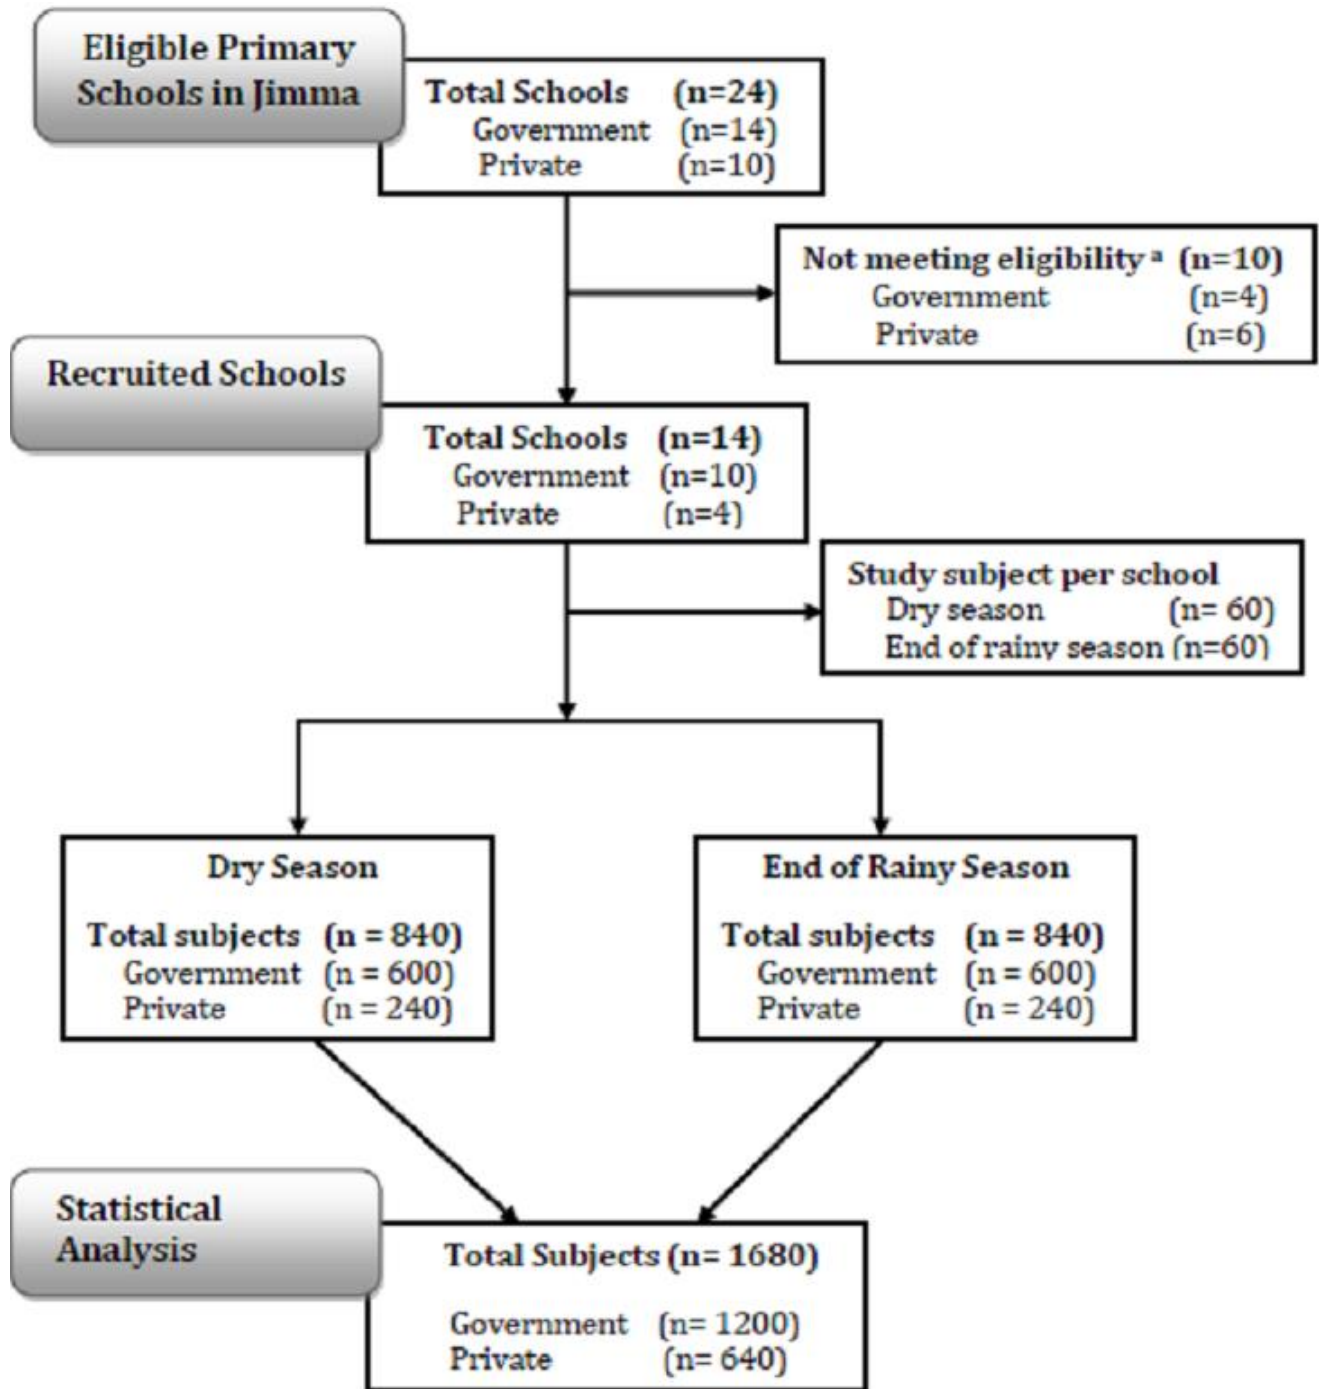 Eligible Primary
Schools in Jimma
Total Schools (n=24)
Government (n=14)
Private (n=10)
Not meeting eligibility ᵃ (n=10)
Government (n=4)
Private (n=6)
Recruited Schools
Total Schools (n=14)
Government (n=10)
Private (n=4)
Study subject per school
Dry season (n= 60)
End of rainy season (n=60)
Dry Season
Total subjects (n = 840)
Government (n = 600)
Private (n = 240)
End of Rainy Season
Total subjects (n = 840)
Government (n = 600)
Private (n = 240)
Statistical
Analysis
Total Subjects (n= 1680)
Government (n= 1200)
Private (n= 640)